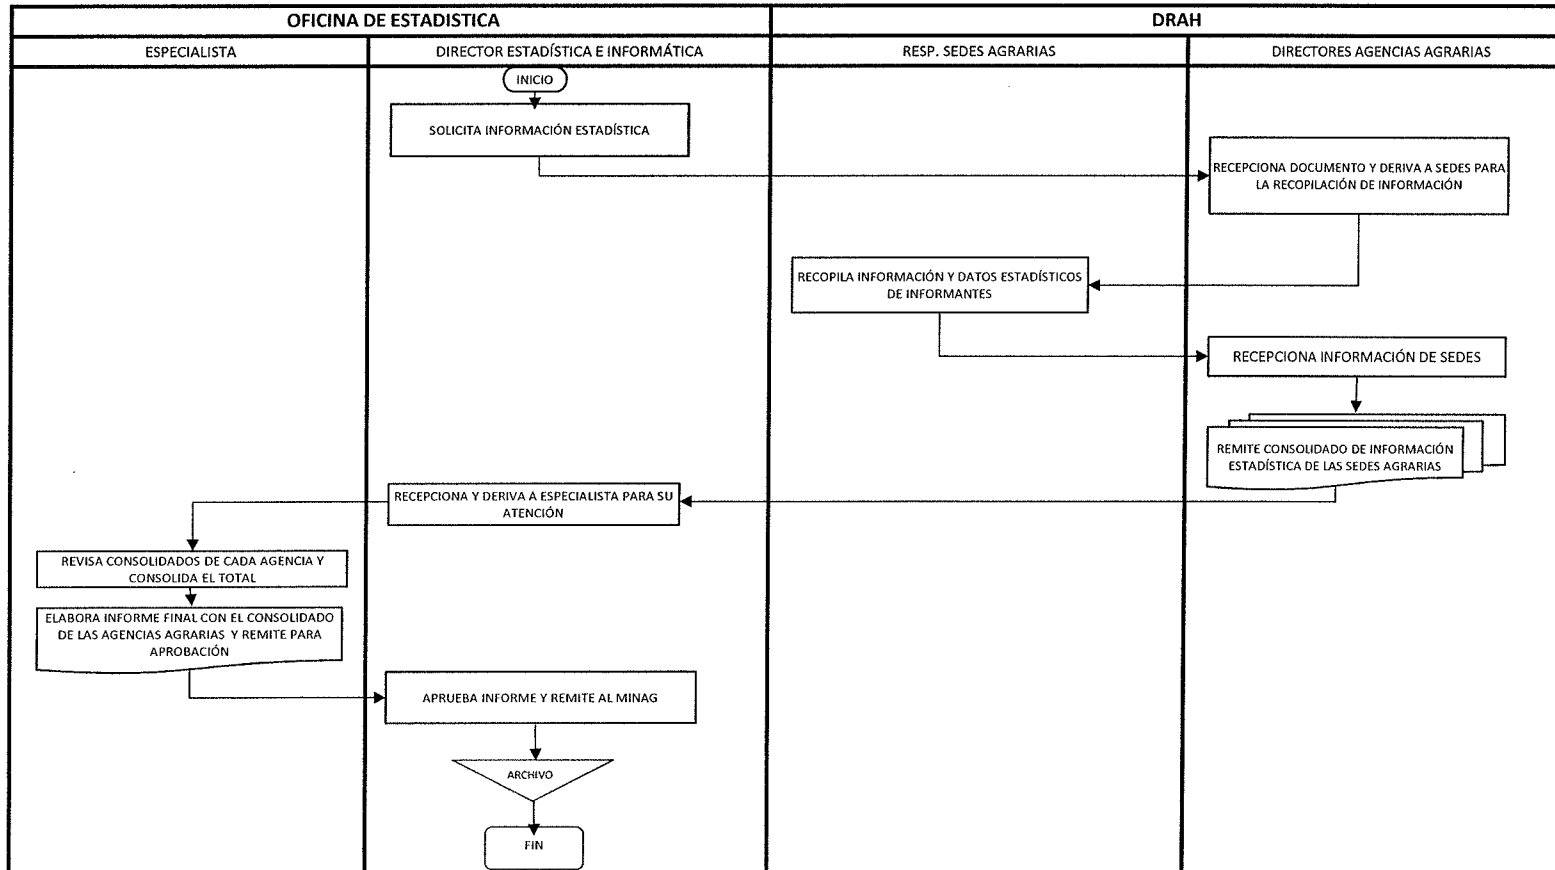 OFICINA DE ESTADISTICA
DRAH
ESPECIALISTA
DIRECTOR ESTADÍSTICA E INFORMÁTICA
RESP. SEDES AGRARIAS
DIRECTORES AGENCIAS AGRARIAS
INICIO
SOLICITA INFORMACIÓN ESTADÍSTICA
RECEPCIONA DOCUMENTO Y DERIVA A SEDES PARA
LA RECOPILACIÓN DE INFORMACIÓN
RECOPILA INFORMACIÓN Y DATOS ESTADÍSTICOS
DE INFORMANTES
RECEPCIONA INFORMACIÓN DE SEDES
REMITE CONSOLIDADO DE INFORMACIÓN
ESTADÍSTICA DE LAS SEDES AGRARIAS
RECEPCIONA Y DERIVA A ESPECIALISTA PARA SU
ATENCIÓN
REVISA CONSOLIDADOS DE CADA AGENCIA Y
CONSOLIDA EL TOTAL
ELABORA INFORME FINAL CON EL CONSOLIDADO
DE LAS AGENCIAS AGRARIAS Y REMITE PARA
APROBACIÓN
APRUEBA INFORME Y REMITE AL MINAG
ARCHIVO
FIN